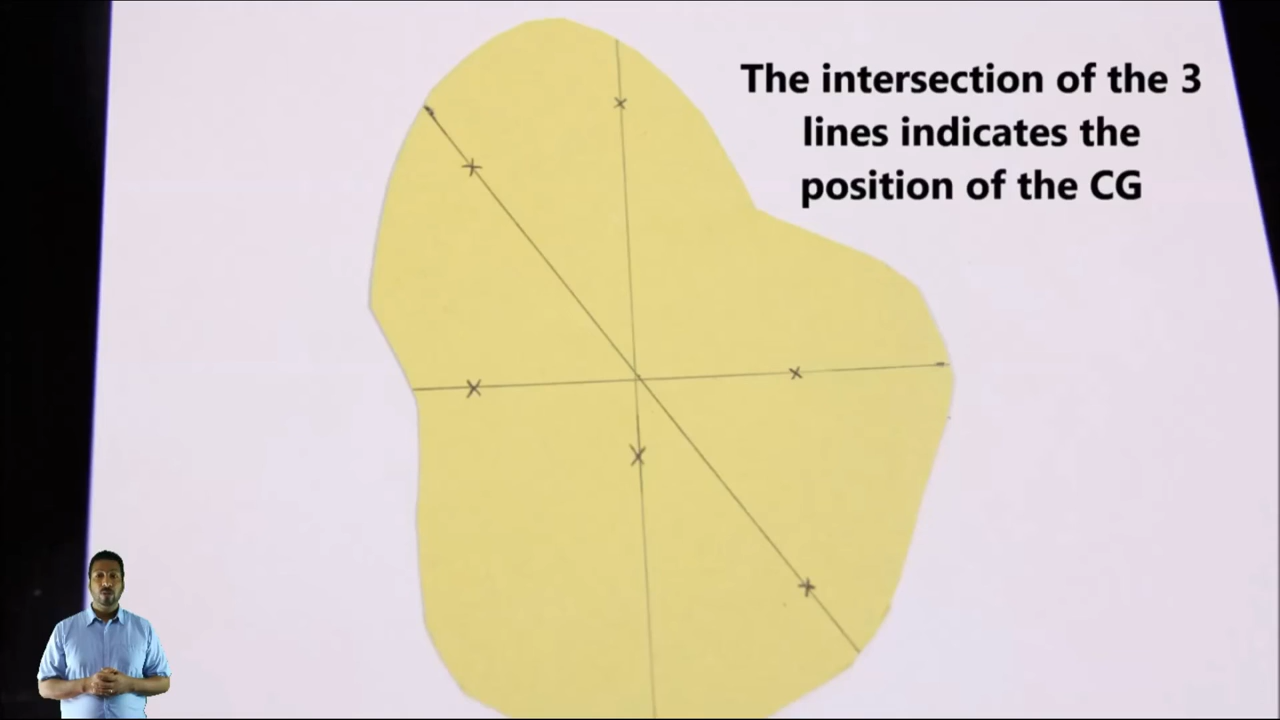 The intersection of the 3
lines indicates the
position of the CG